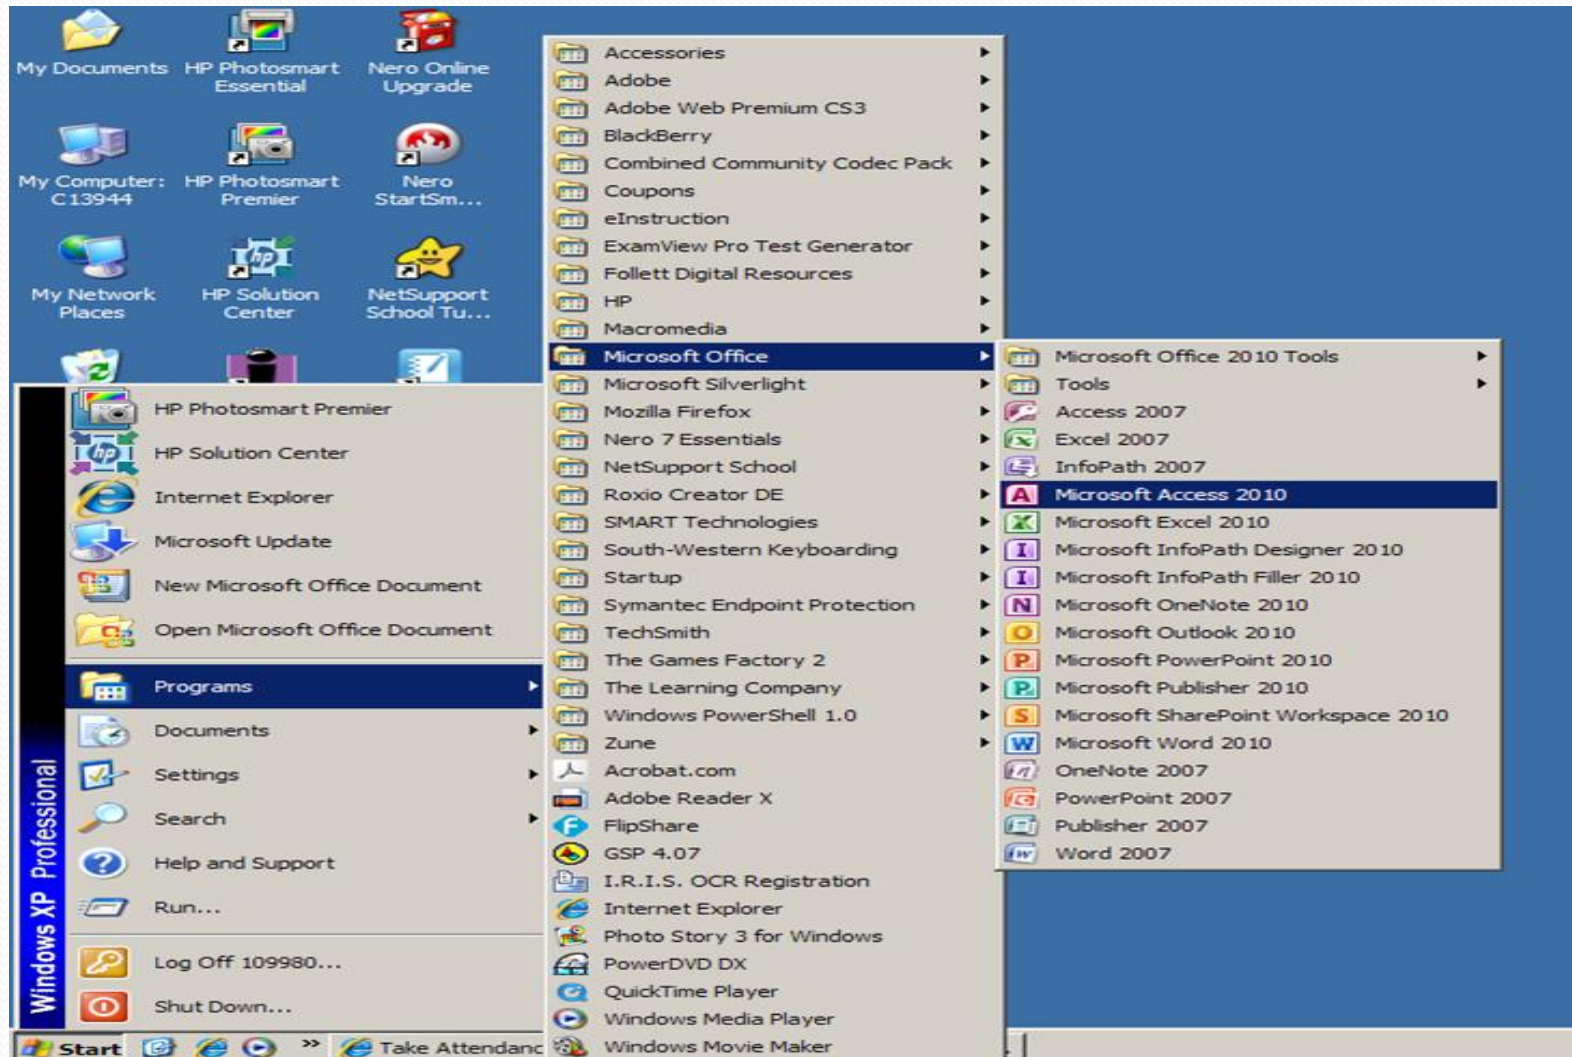 My Documents
HP Photosmart
Essential
Nero Online
Upgrade
My Computer:
C13944
HP Photosmart
Premier
Nero
StartSm...
My Network
Places
HP Solution
Center
NetSupport
School Tu...
HP Photosmart Premier
HP Solution Center
Internet Explorer
Microsoft Update
New Microsoft Office Document
Open Microsoft Office Document
Programs
Documents
Settings
Search
Help and Support
Run...
Log Off 109980...
Shut Down...
Windows XP Professional
Start
Take Attendanc
Accessories
Adobe
Adobe Web Premium CS3
BlackBerry
Combined Community Codec Pack
Coupons
eInstruction
ExamView Pro Test Generator
Follett Digital Resources
HP
Macromedia
Microsoft Office
Microsoft Silverlight
Mozilla Firefox
Nero 7 Essentials
NetSupport School
Roxio Creator DE
SMART Technologies
South-Western Keyboarding
Startup
Symantec Endpoint Protection
TechSmith
The Games Factory 2
The Learning Company
Windows PowerShell 1.0
Zune
Acrobat.com
Adobe Reader X
FlipShare
GSP 4.07
I.R.I.S. OCR Registration
Internet Explorer
Photo Story 3 for Windows
PowerDVD DX
QuickTime Player
Windows Media Player
Windows Movie Maker
Microsoft Office 2010 Tools
Tools
Access 2007
Excel 2007
InfoPath 2007
Microsoft Access 2010
Microsoft Excel 2010
Microsoft InfoPath Designer 2010
Microsoft InfoPath Filler 2010
Microsoft OneNote 2010
Microsoft Outlook 2010
Microsoft PowerPoint 2010
Microsoft Publisher 2010
Microsoft SharePoint Workspace 2010
Microsoft Word 2010
OneNote 2007
PowerPoint 2007
Publisher 2007
Word 2007